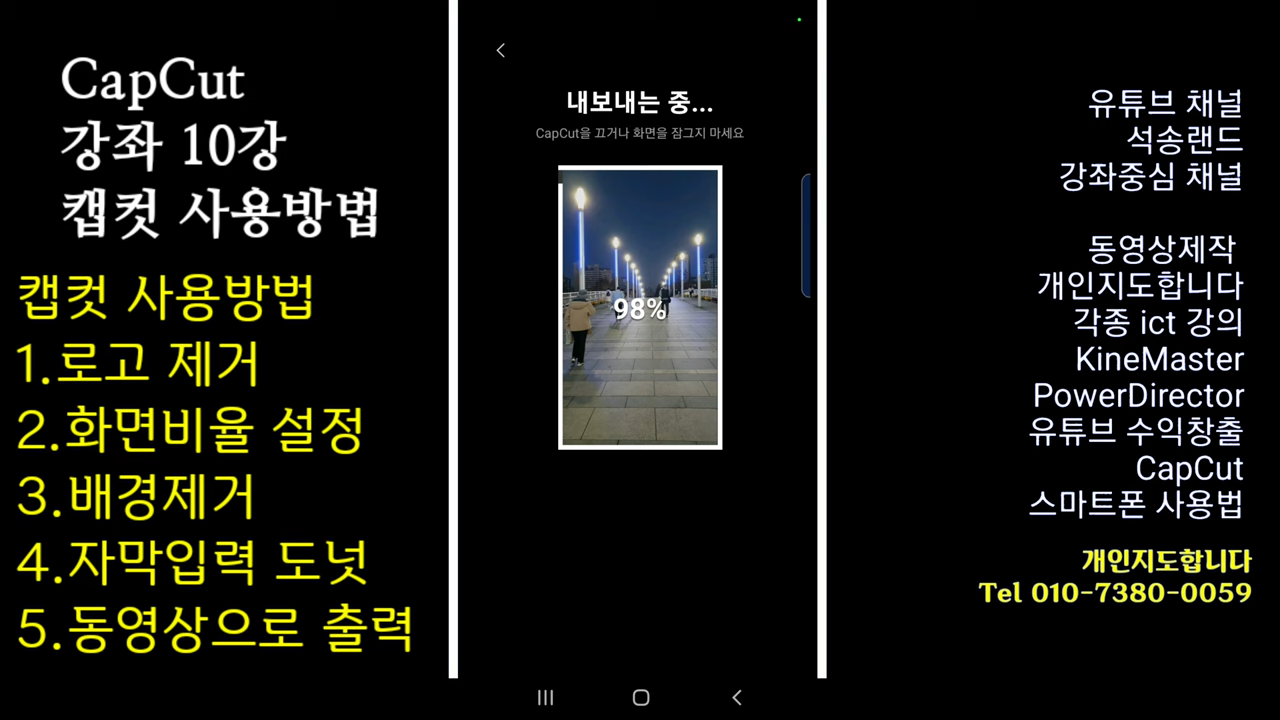 CapCut
강좌 10강
캡컷 사용방법
캡컷 사용방법
1.로고 제거
2.화면비율 설정
3.배경제거
4.자막입력 도넛
5.동영상으로 출력
내보내는 중...
CapCut을 끄거나 화면을 잠그지 마세요
98%
유튜브 채널
석송랜드
강좌중심 채널
동영상제작
개인지도합니다
각종 ict 강의
KineMaster
PowerDirector
유튜브 수익창출
CapCut
스마트폰 사용법
개인지도합니다
Tel 010-7380-0059